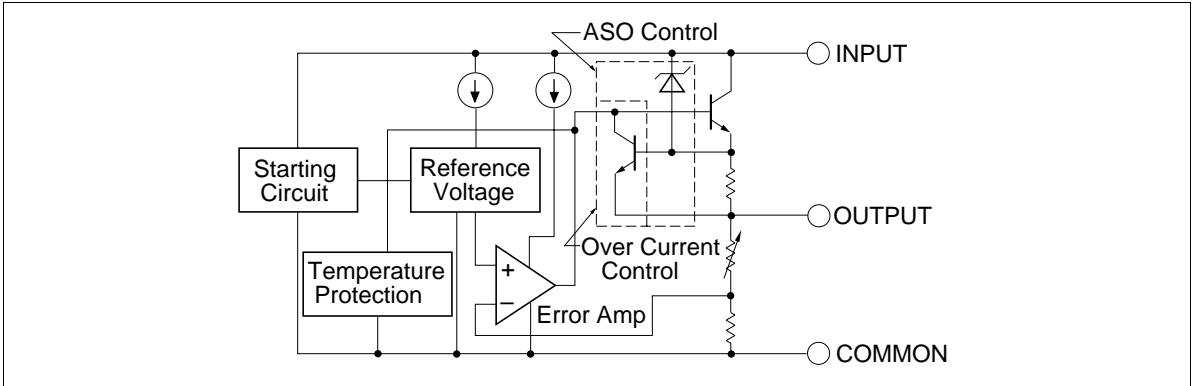 ASO Control
INPUT
Starting
Circuit
Reference
Voltage
OUTPUT
Temperature
Protection
+
−
Over Current
Control
Error Amp
COMMON